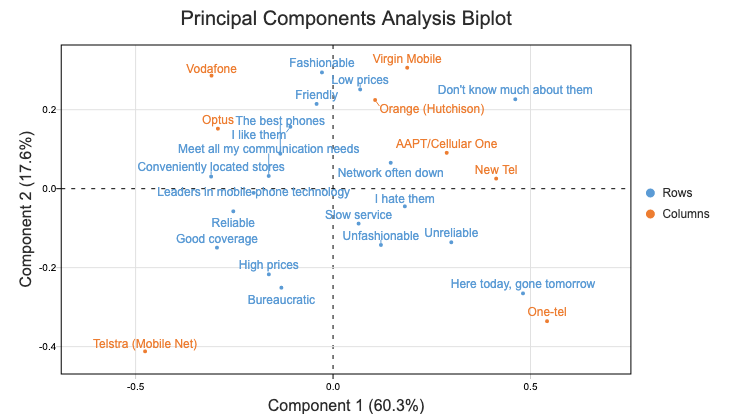 Principal Components Analysis Biplot
Fashionable
Virgin Mobile
Vodafone
Low prices
Don't know much about them
Friendly
Orange (Hutchison)
0.2
Optus
The best phones
I like them
AAPT/Cellular One
Meet all my communication needs
Conveniently located stores
Network often down
New Tel
0.0
Leaders in mobile phone technology
I hate them
Rows
Slow service
Columns
Reliable
Unfashionable
Unreliable
Good coverage
High prices
-0.2
Here today, gone tomorrow
Bureaucratic
One-tel
Telstra (Mobile Net)
-0.4
-0.5
0.0
0.5
Component 1 (60.3%)
Component 2 (17.6%)